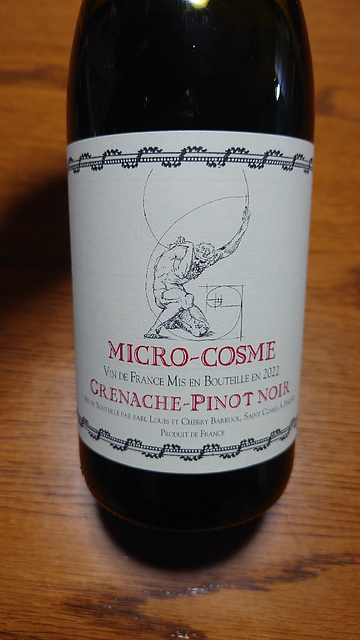 MICRO-COSME
VIN DE FRANCE MIS EN BOUTEILLE EN 2022
GRENACHE-PINOT NOIR
MIS EN BOUTEILLE PAR SARL LOUIS ET CHERRY BARRUOL, SAINT COSME À
PRODUIT DE FRANCE